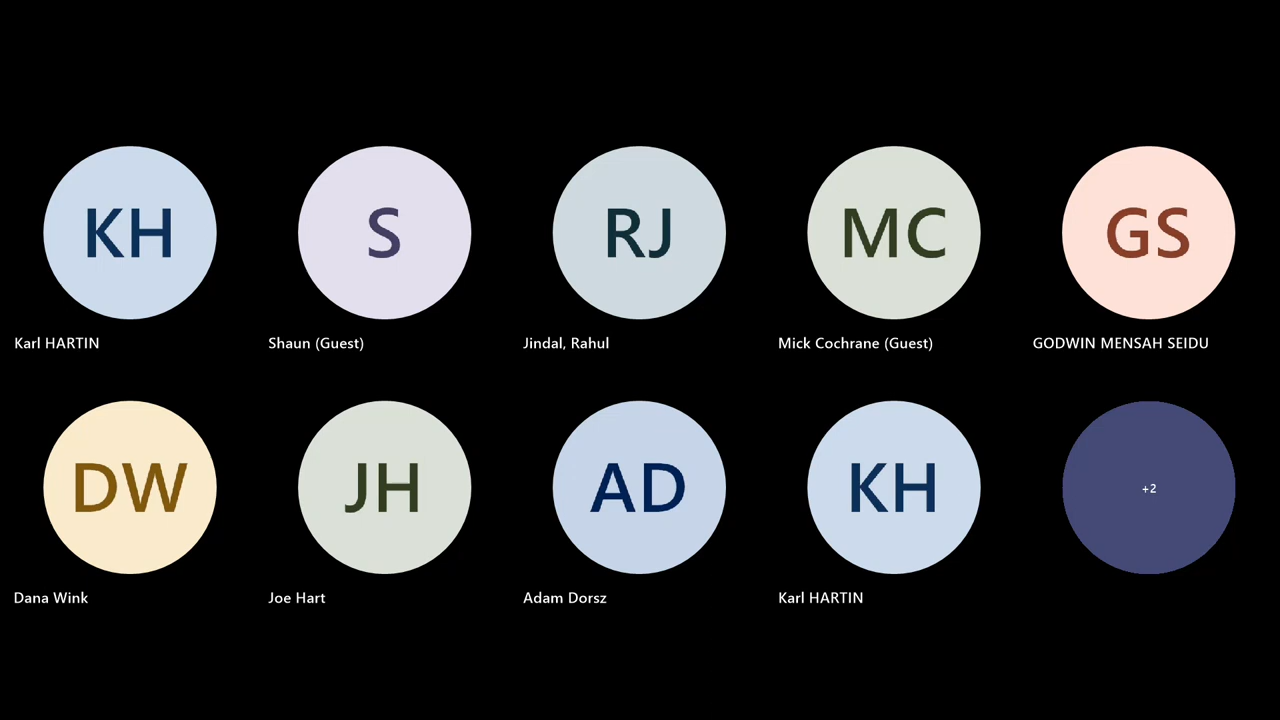 KH
S
RJ
MC
GS
Karl HARTIN
Shaun (Guest)
Jindal, Rahul
Mick Cochrane (Guest)
GODWIN MENSAH SEIDU
DW
JH
AD
KH
+2
Dana Wink
Joe Hart
Adam Dorsz
Karl HARTIN